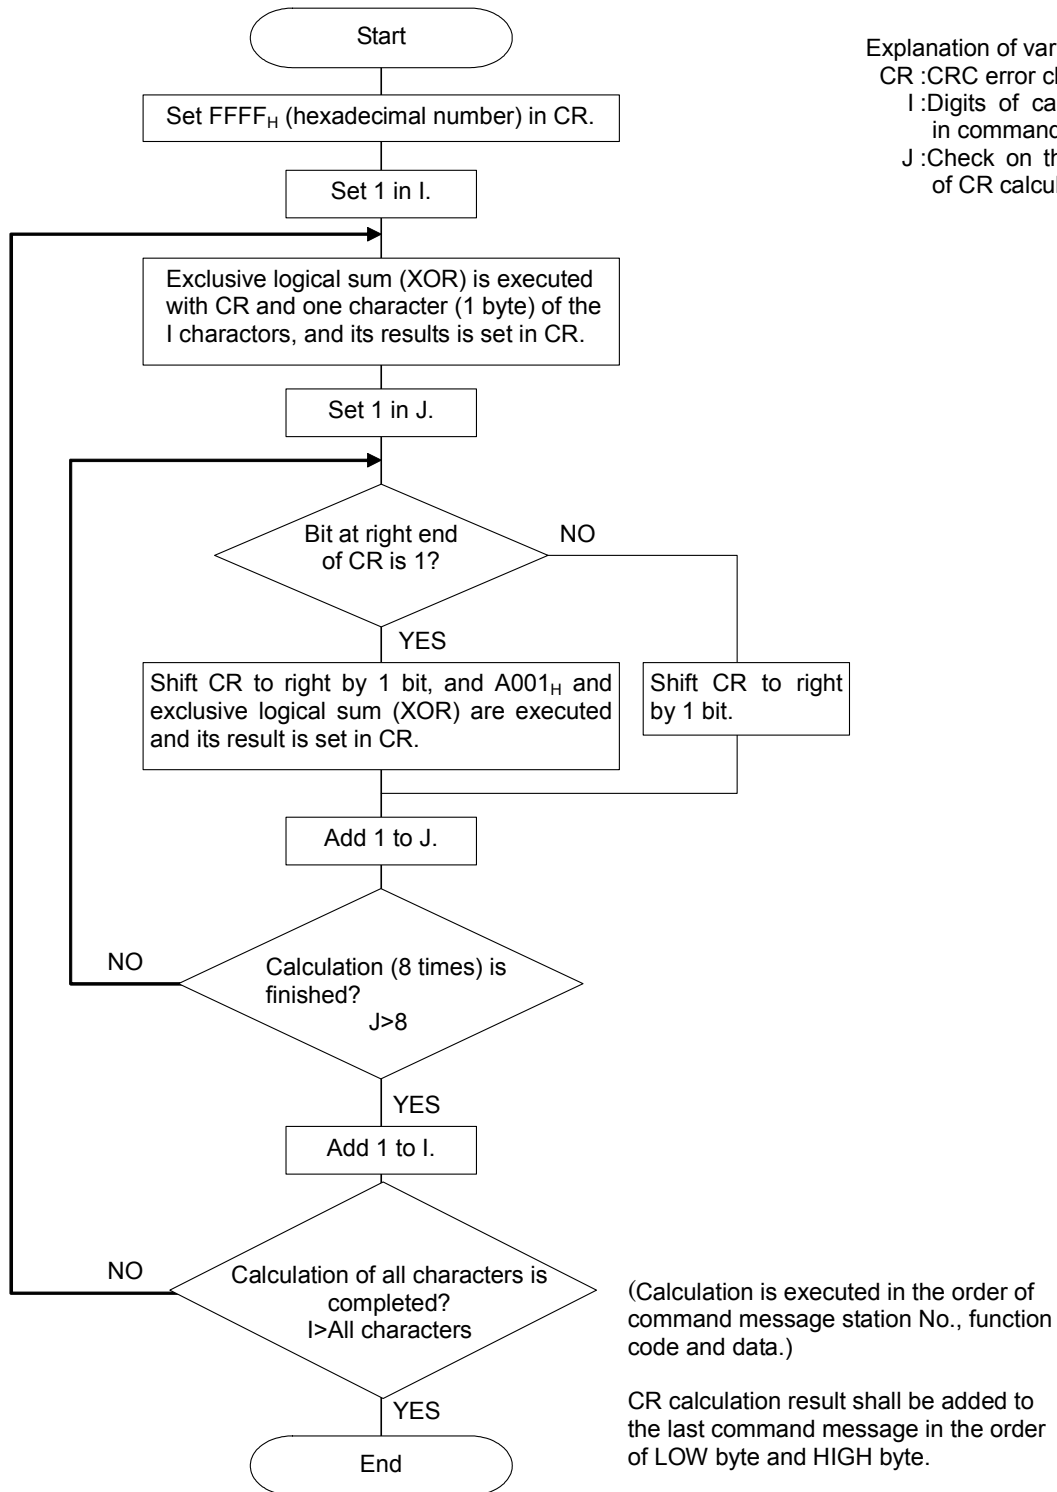 Start
Explanation of
CR :CRC error
I :Digits of
in
J :Check on
of CR
Set FFFFH (hexadecimal number) in CR.
Set 1 in I.
Exclusive logical sum (XOR) is executed
with CR and one character (1 byte) of the
I charactors, and its results is set in CR.
Set 1 in J.
Bit at right end
of CR is 1?
NO
YES
Shift CR to right by 1 bit, and A001H and
exclusive logical sum (XOR) are executed
and its result is set in CR.
Shift CR to right
by 1 bit.
Add 1 to J.
NO
Calculation (8 times) is
finished?
J>8
YES
Add 1 to I.
NO
Calculation of all characters is
completed?
I>All characters
(Calculation is executed in the order of
command message station No., function
code and data.)
YES
CR calculation result shall be added to
the last command message in the order
of LOW byte and HIGH byte.
End